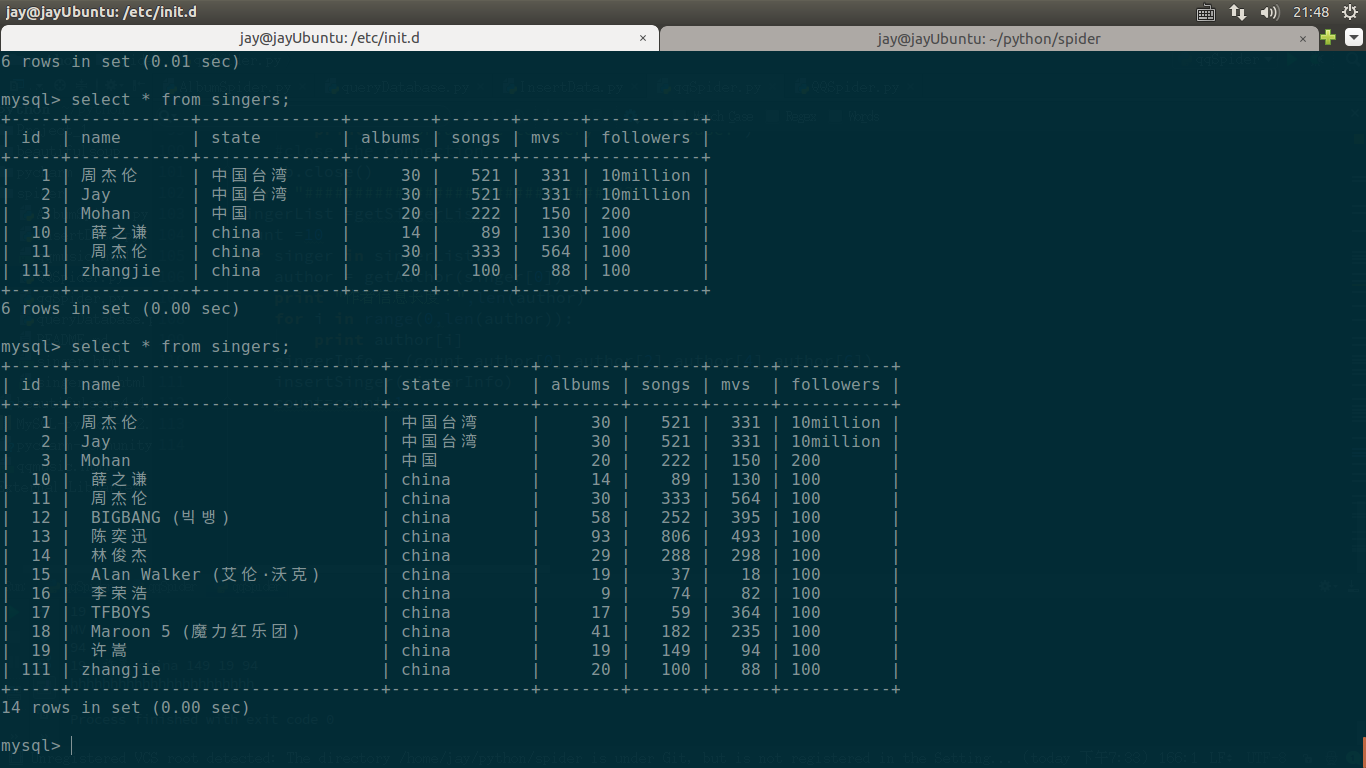 jay@jayUbuntu: /etc/init.d
21:48
jay@jayUbuntu: /etc/init.d ×
jay@jayUbuntu: ~/python/spider ×
6 rows in set (0.01 sec)
mysql> select * from singers;
+-----+------------+--------------+--------+-------+------+-----------+
| id | name | state | albums | songs | mvs | followers |
+-----+------------+--------------+--------+-------+------+-----------+
| 1 | 周杰伦 | 中国台湾 | 30 | 521 | 331 | 10million |
| 2 | Jay | 中国台湾 | 30 | 521 | 331 | 10million |
| 3 | Mohan | 中国 | 20 | 222 | 150 | 200 |
| 10 | 薛之谦 | china | 14 | 89 | 130 | 100 |
| 11 | 周杰伦 | china | 30 | 333 | 564 | 100 |
| 111 | zhangjie | china | 20 | 100 | 88 | 100 |
+-----+------------+--------------+--------+-------+------+-----------+
6 rows in set (0.00 sec)
mysql> select * from singers;
+-----+-------------------------------+--------------+--------+-------+------+-----------+
| id | name | state | albums | songs | mvs | followers |
+-----+-------------------------------+--------------+--------+-------+------+-----------+
| 1 | 周杰伦 | 中国台湾 | 30 | 521 | 331 | 10million |
| 2 | Jay | 中国台湾 | 30 | 521 | 331 | 10million |
| 3 | Mohan | 中国 | 20 | 222 | 150 | 200 |
| 10 | 薛之谦 | china | 14 | 89 | 130 | 100 |
| 11 | 周杰伦 | china | 30 | 333 | 564 | 100 |
| 12 | BIGBANG (빅뱅) | china | 58 | 252 | 395 | 100 |
| 13 | 陈奕迅 | china | 93 | 806 | 493 | 100 |
| 14 | 林俊杰 | china | 29 | 288 | 298 | 100 |
| 15 | Alan Walker (艾伦·沃克) | china | 19 | 37 | 18 | 100 |
| 16 | 李荣浩 | china | 9 | 74 | 82 | 100 |
| 17 | TFBOYS | china | 17 | 59 | 364 | 100 |
| 18 | Maroon 5 (魔力红乐团) | china | 41 | 182 | 235 | 100 |
| 19 | 许嵩 | china | 19 | 149 | 94 | 100 |
| 111 | zhangjie | china | 20 | 100 | 88 | 100 |
+-----+-------------------------------+--------------+--------+-------+------+-----------+
14 rows in set (0.00 sec)
mysql>